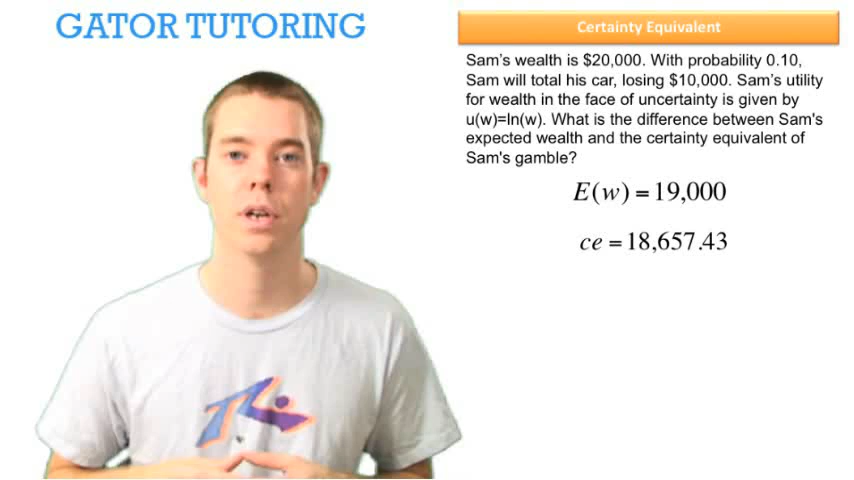 GATOR TUTORING
Certainty Equivalent
Sam's wealth is $20,000. With probability 0.10,
Sam will total his car, losing $10,000. Sam's utility
for wealth in the face of uncertainty is given by
u(w)=ln(w). What is the difference between Sam's
expected wealth and the certainty equivalent of
Sam's gamble?
E(w) = 19,000
ce = 18,657.43